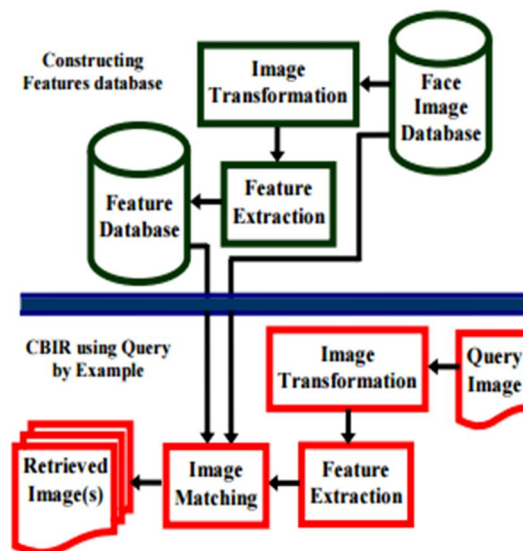 Constructing
Features database
Image
Transformation
Face
Image
Database
Feature
Database
Feature
Extraction
CBIR using Query
by Example
Image
Transformation
Query
Image
Retrieved
Image(s)
Image
Matching
Feature
Extraction